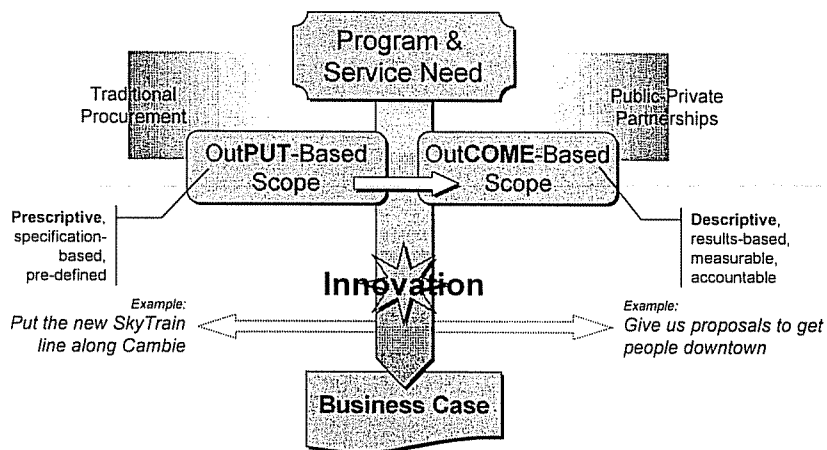 Program &
Service Need
Traditional
Procurement
Public-Private
Partnerships
OutPUT-Based
Scope
OutCOME-Based
Scope
Prescriptive,
specification-
based,
pre-defined
Descriptive,
results-based,
measurable,
accountable
Innovation
Example:
Put the new SkyTrain
line along Cambie
Example:
Give us proposals to get
people downtown
Business Case